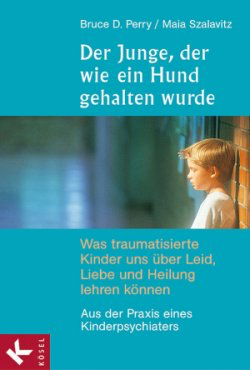 Bruce D. Perry / Maia Szalavitz
Der Junge, der
wie ein Hund
gehalten wurde
Was traumatisierte
Kinder uns über Leid,
Liebe und Heilung
lehren können
Aus der Praxis eines
Kinderpsychiaters
KÖSEL